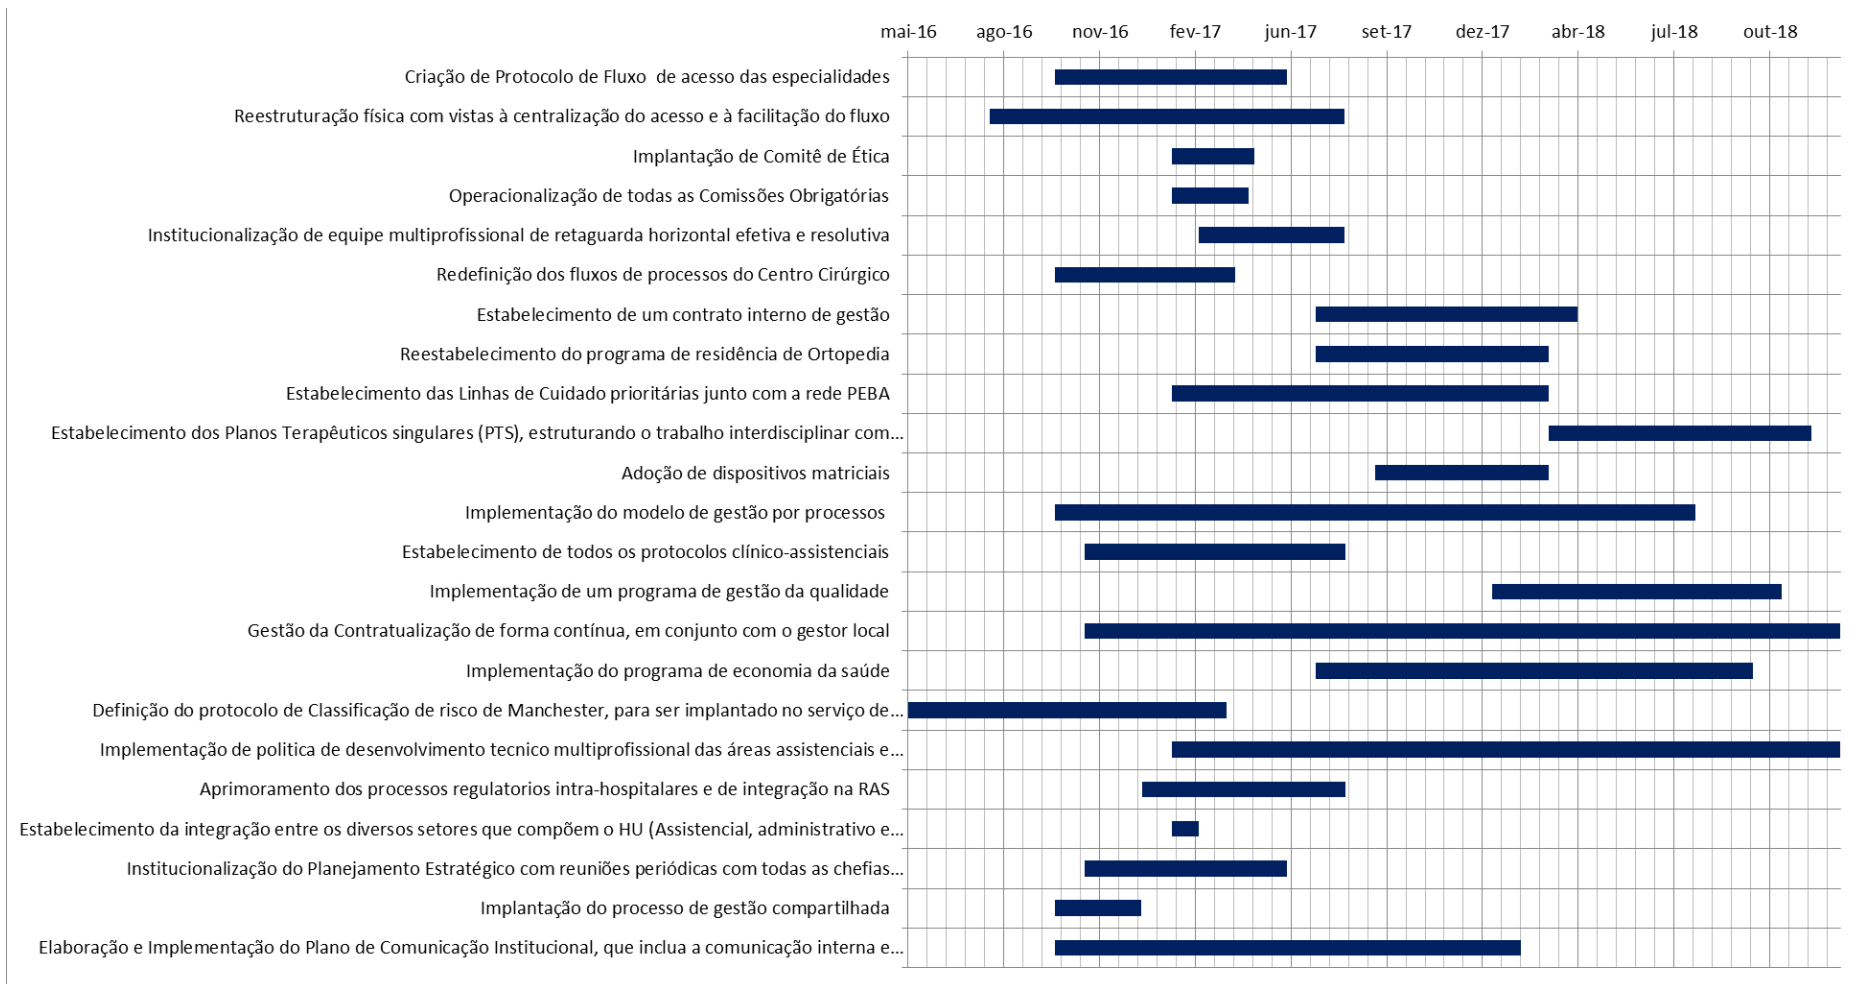 mai-16 ago-16 nov-16 fev-17 jun-17 set-17 dez-17 abr-18 jul-18 out-18
Criação de Protocolo de Fluxo  de acesso das especialidades
Reestruturação física com vistas à centralização do acesso e à facilitação do fluxo
Implantação de Comitê de Ética
Operacionalização de todas as Comissões Obrigatórias
Institucionalização de equipe multiprofissional de retaguarda horizontal efetiva e resolutiva
Redefinição dos fluxos de processos do Centro Cirúrgico
Estabelecimento de um contrato interno de gestão
Reestabelecimento do programa de residência de Ortopedia
Estabelecimento das Linhas de Cuidado prioritárias junto com a rede PEBA
Estabelecimento dos Planos Terapêuticos singulares (PTS), estruturando o trabalho interdisciplinar com...
Adoção de dispositivos matriciais
Implementação do modelo de gestão por processos
Estabelecimento de todos os protocolos clínico-assistenciais
Implementação de um programa de gestão da qualidade
Gestão da Contratualização de forma contínua, em conjunto com o gestor local
Implementação do programa de economia da saúde
Definição do protocolo de Classificação de risco de Manchester, para ser implantado no serviço de...
Implementação de politica de desenvolvimento tecnico multiprofissional das áreas assistenciais e...
Aprimoramento dos processos regulatorios intra-hospitalares e de integração na RAS
Estabelecimento da integração entre os diversos setores que compõem o HU (Assistencial, administrativo e...
Institucionalização do Planejamento Estratégico com reuniões periódicas com todas as chefias...
Implantação do processo de gestão compartilhada
Elaboração e Implementação do Plano de Comunicação Institucional, que inclua a comunicação interna e...